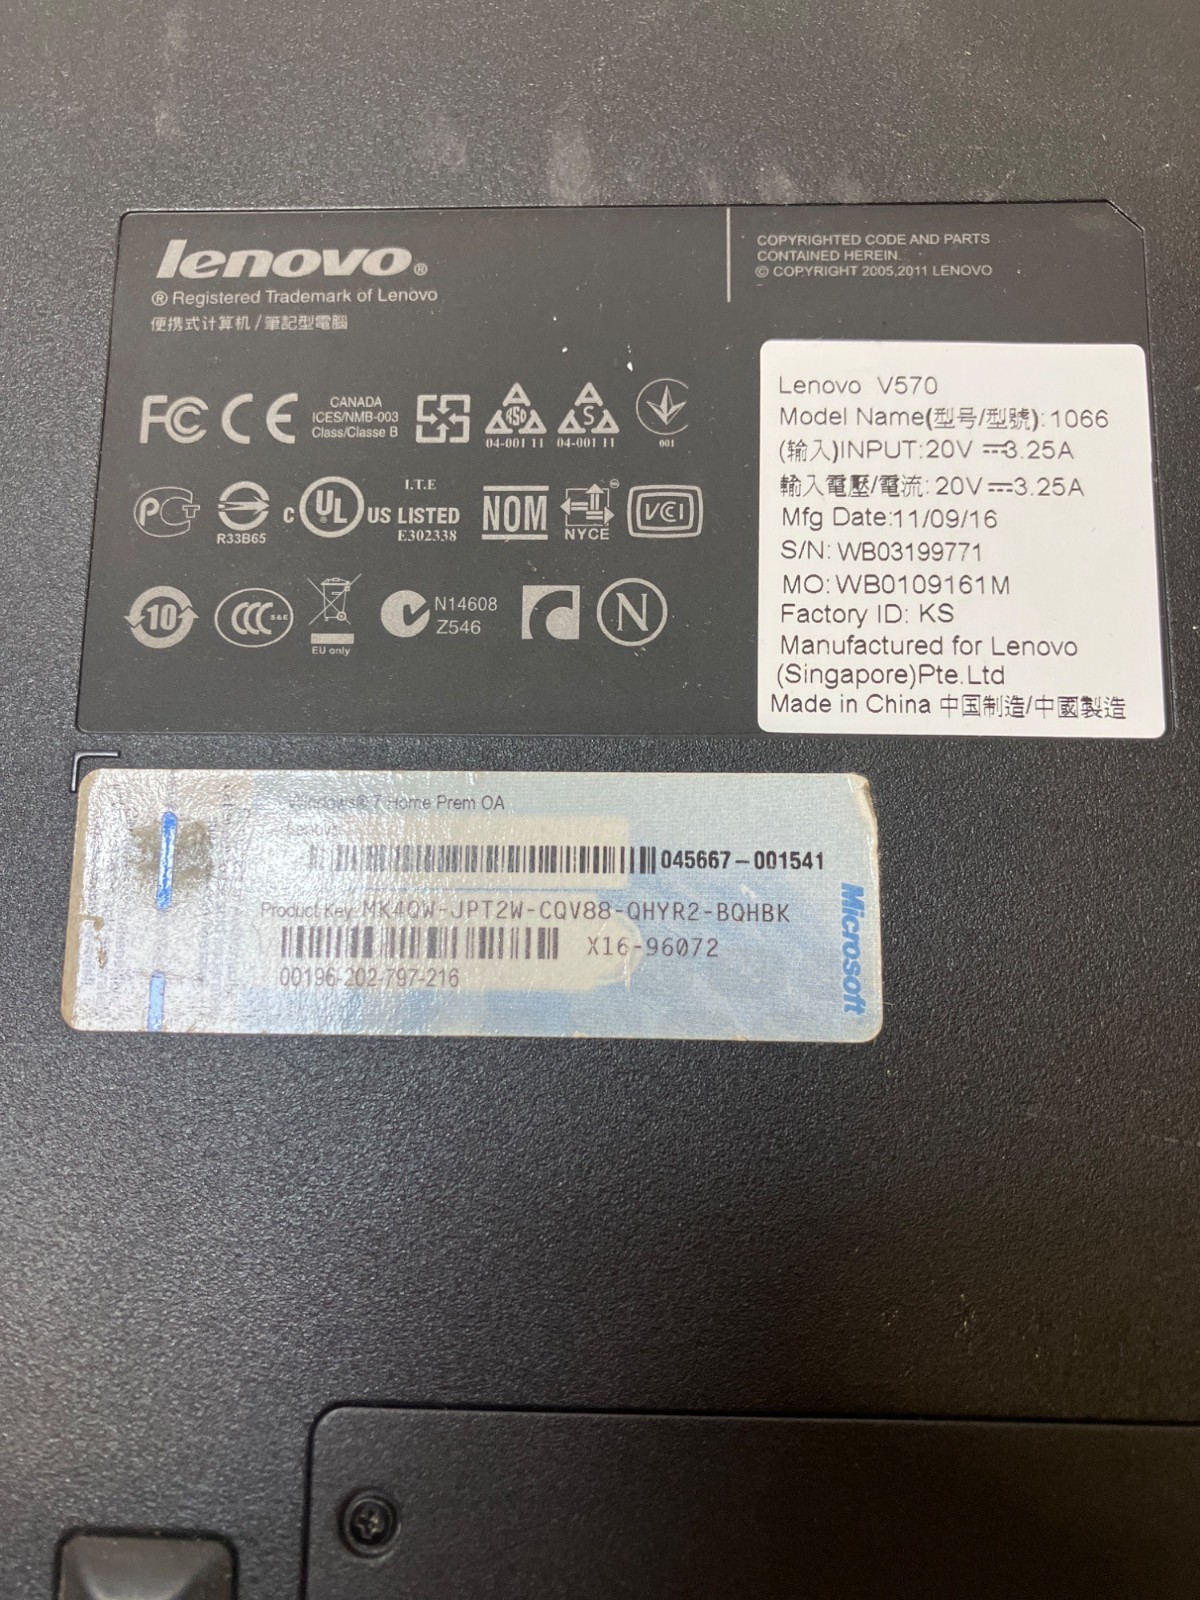 lenovo®
® Registered Trademark of Lenovo
便携式计算机/筆記型電腦
COPYRIGHTED CODE AND PARTS
CONTAINED HEREIN.
© COPYRIGHT 2005,2011 LENOVO
FC CE
CANADA
ICES/NMB-003
Class/Classe B
RSD
04-001 11
S
04-001 11
001
PCT
R33B65
c UL US LISTED
I.T.E
E302338
NOM
NYCE
VCI
10
CCC S&E
EU only
N14608
Z546
N
Lenovo V570
Model Name(型号/型號): 1066
(输入)INPUT: 20V ⎓3.25A
輸入電壓/電流: 20V⎓3.25A
Mfg Date:11/09/16
S/N: WB03199771
MO: WB0109161M
Factory ID: KS
Manufactured for Lenovo
(Singapore)Pte.Ltd
Made in China 中国制造/中國製造
Windows® 7 Home Prem OA
Lenovo
045667-001541
Product Key: MK4QW-JPT2W-CQV88-QHYR2-BQHBK
X16-96072
00196-202-797-216
Microsoft